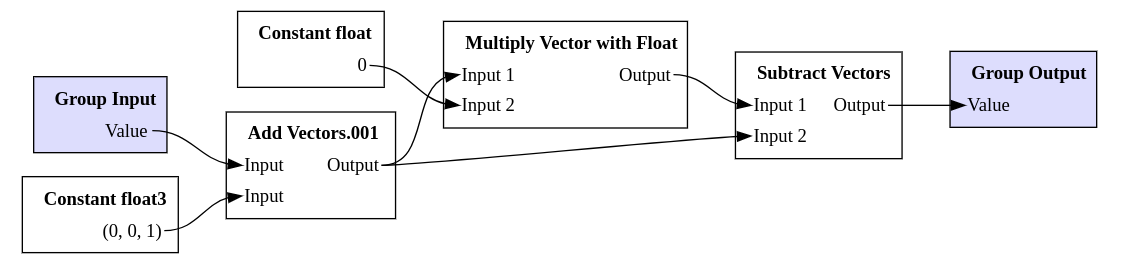 Group Input
Value
Constant float3
(0, 0, 1)
Constant float
0
Add Vectors.001
Input Output
Input
Multiply Vector with Float
Input 1 Output
Input 2
Subtract Vectors
Input 1 Output
Input 2
Group Output
Value